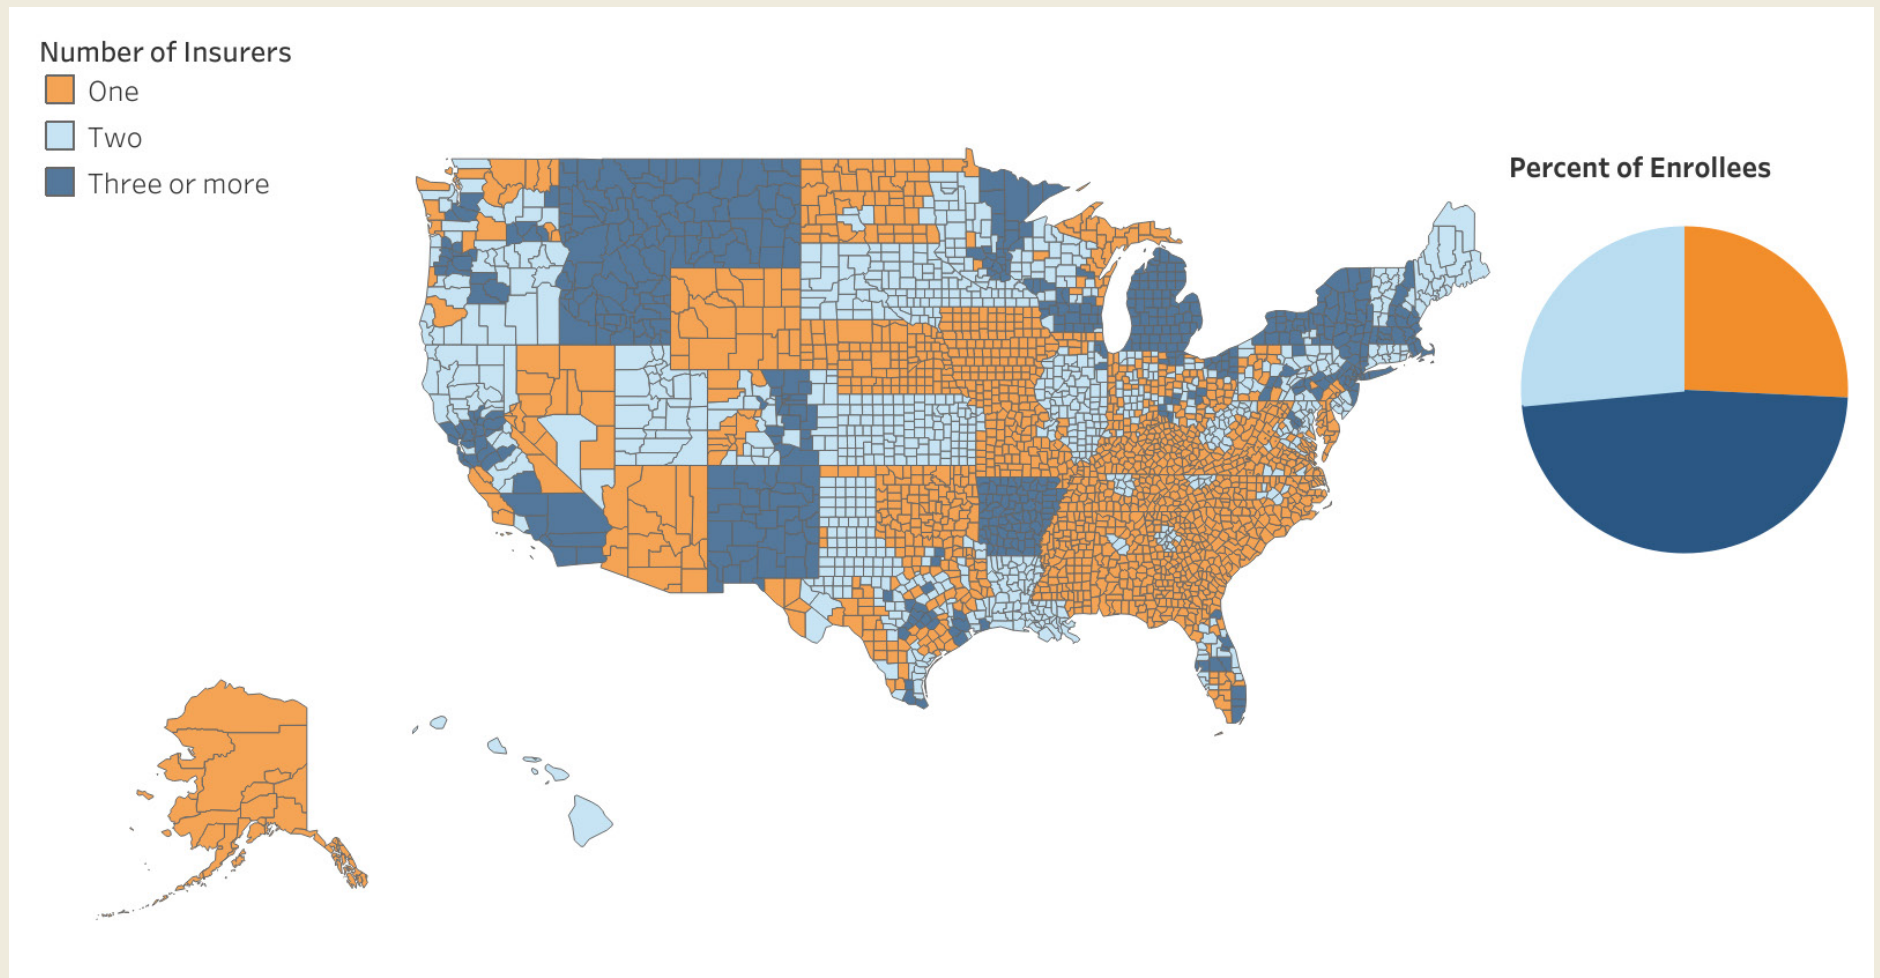 Number of Insurers
One
Two
Three or more
Percent of Enrollees